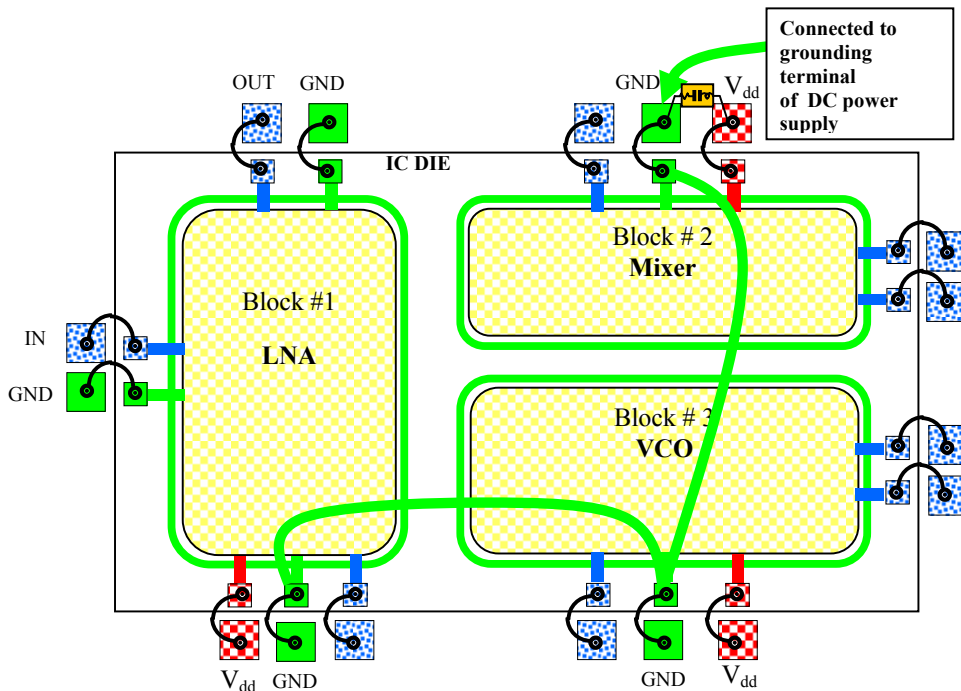 Connected to
grounding
terminal
of DC power
supply
OUT
GND
GND
Vdd
IC DIE
Block #1
LNA
Block # 2
Mixer
IN
GND
Block # 3
VCO
Vdd
GND
GND
Vdd